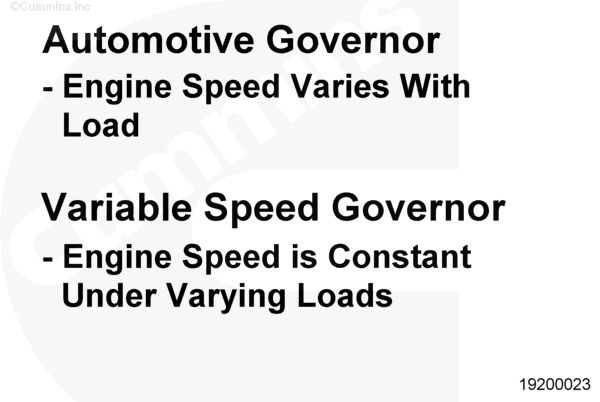 ©Cummins Inc
Automotive Governor
- Engine Speed Varies With
Load
Cummins
Variable Speed Governor
- Engine Speed is Constant
Under Varying Loads
19200023